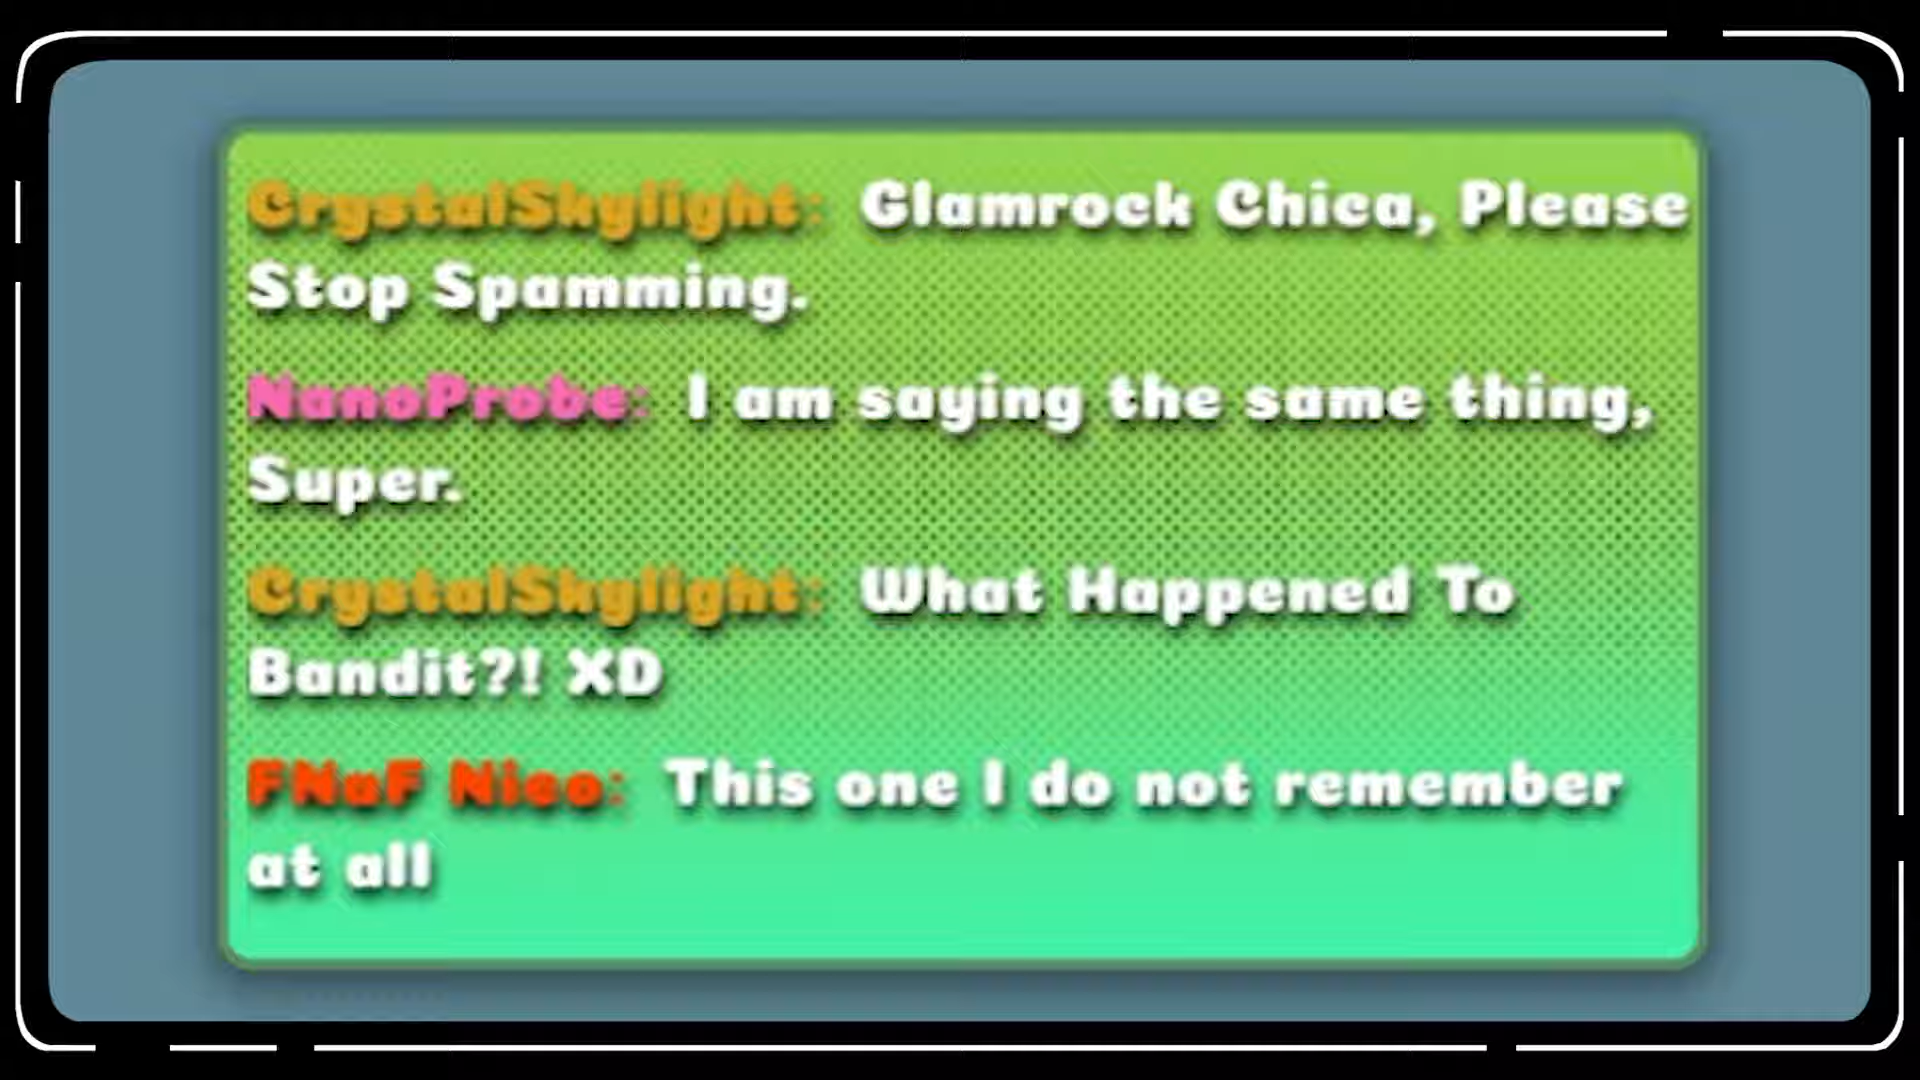 CrystalSkylight: Glamrock Chica, Please
Stop Spamming.
NanoProbe: I am saying the same thing,
Super.
CrystalSkylight: What Happened To
Bandit?! XD
FNaF Nico: This one I do not remember
at all